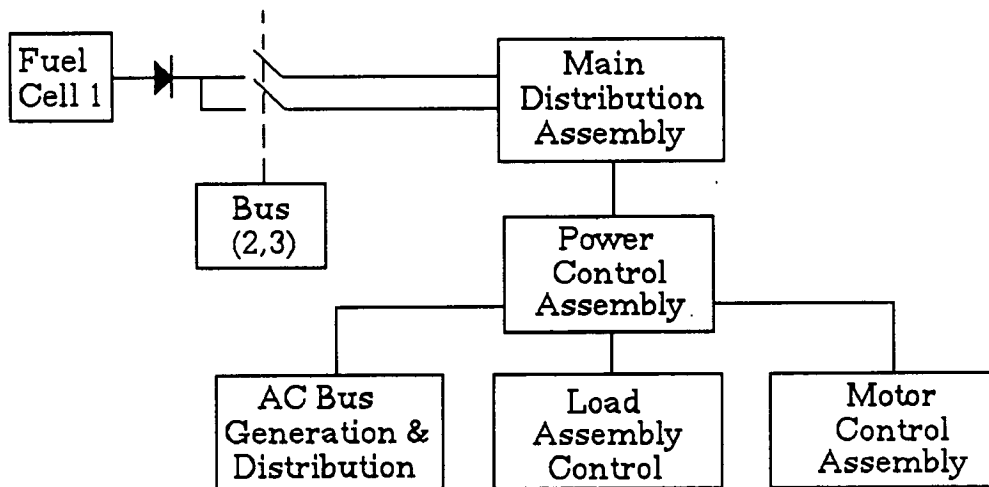 Fuel
Cell 1
Main
Distribution
Assembly
Bus
(2,3)
Power
Control
Assembly
AC Bus
Generation &
Distribution
Load
Assembly
Control
Motor
Control
Assembly